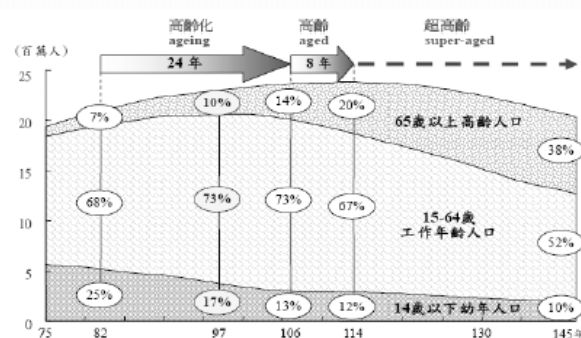 高齡化 高齡 超高齡
ageing aged super-aged
(百萬人)
24 年 8 年
25
20
15
10
5
0
7% 10% 14% 20%
65歲以上高齡人口
38%
68% 73% 73% 67%
15-64歲
工作年齡人口
52%
25% 17% 13% 12%
14歲以下幼年人口
10%
75 82 97 106 114 130 145年